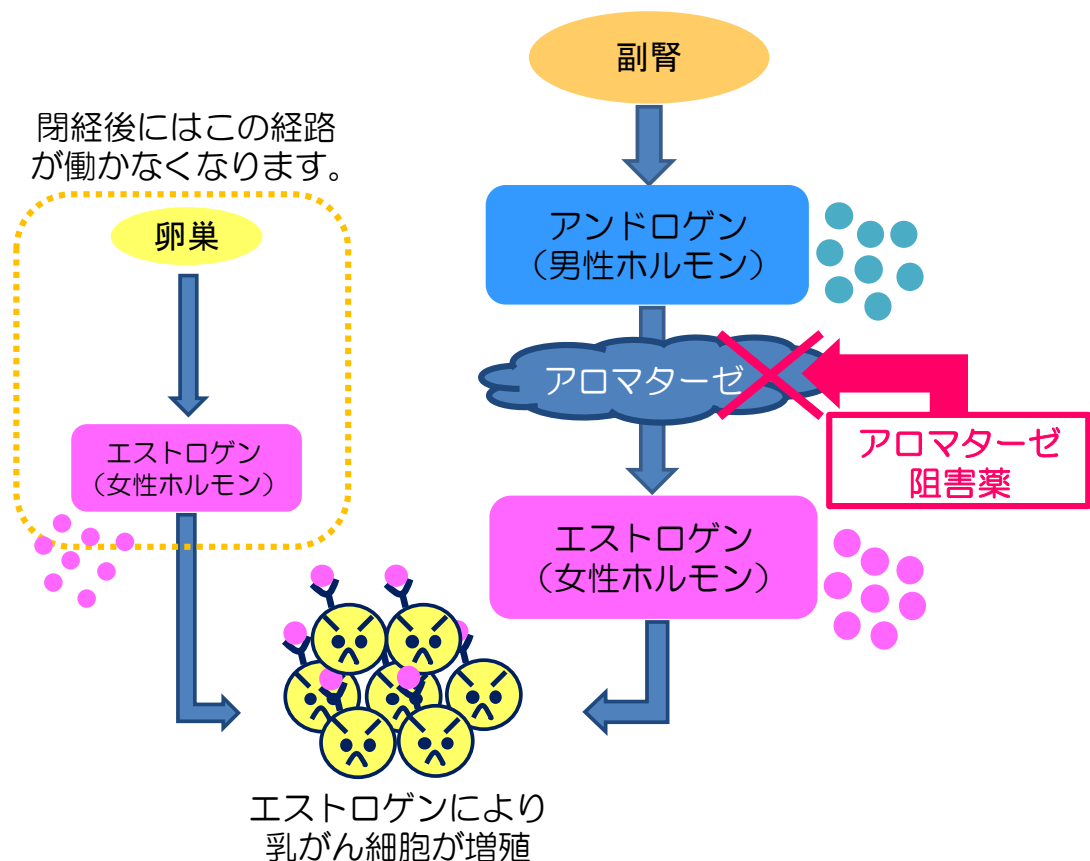 副腎
閉経後にはこの経路
が働かなくなります。
卵巣
アンドロゲン
（男性ホルモン）
アロマターゼ
アロマターゼ
阻害薬
エストロゲン
（女性ホルモン）
エストロゲン
（女性ホルモン）
エストロゲンにより
乳がん細胞が増殖